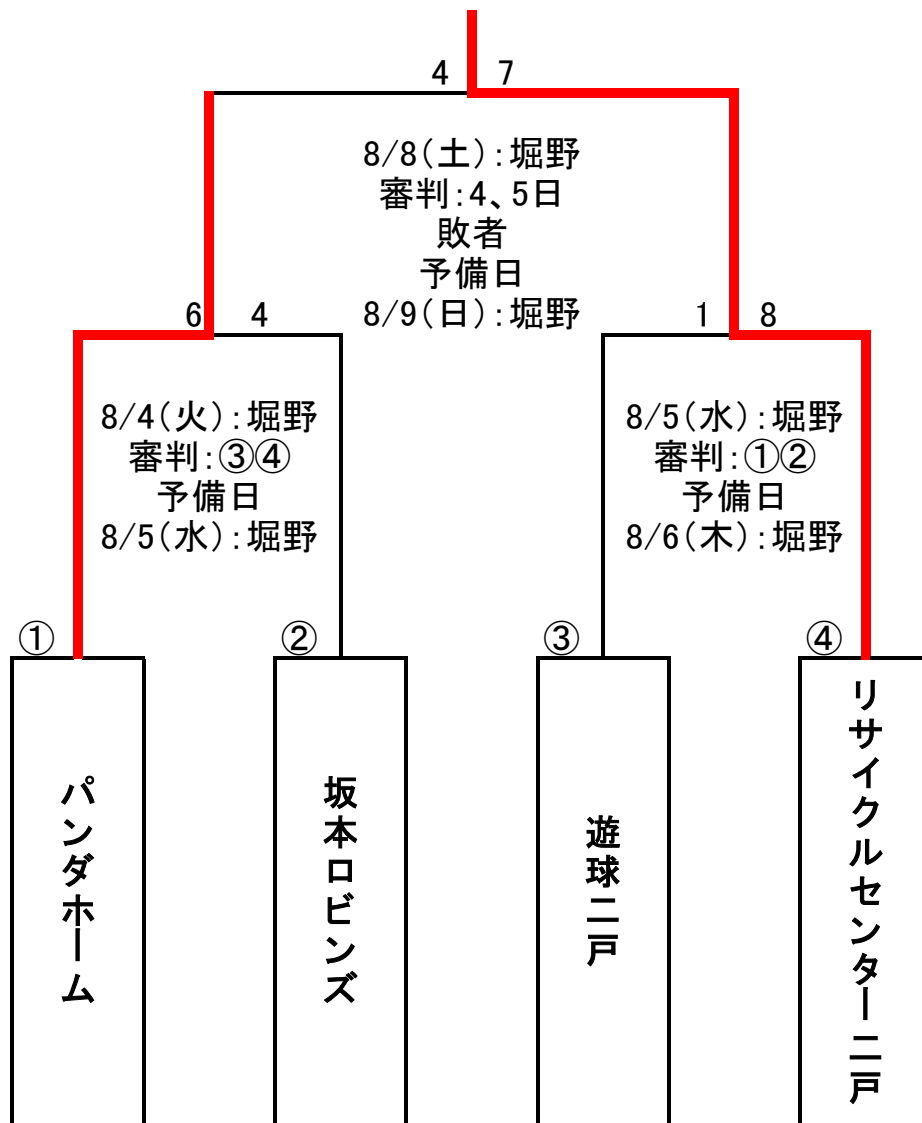 4 7
8/8(土):堀野
審判:4、5日
敗者
予備日
8/9(日):堀野
6 4
1 8
8/4(火):堀野
審判:③④
予備日
8/5(水):堀野
8/5(水):堀野
審判:①②
予備日
8/6(木):堀野
①
②
③
④
パンダホーム
坂本ロビンズ
遊球二戸
リサイクルセンター二戸